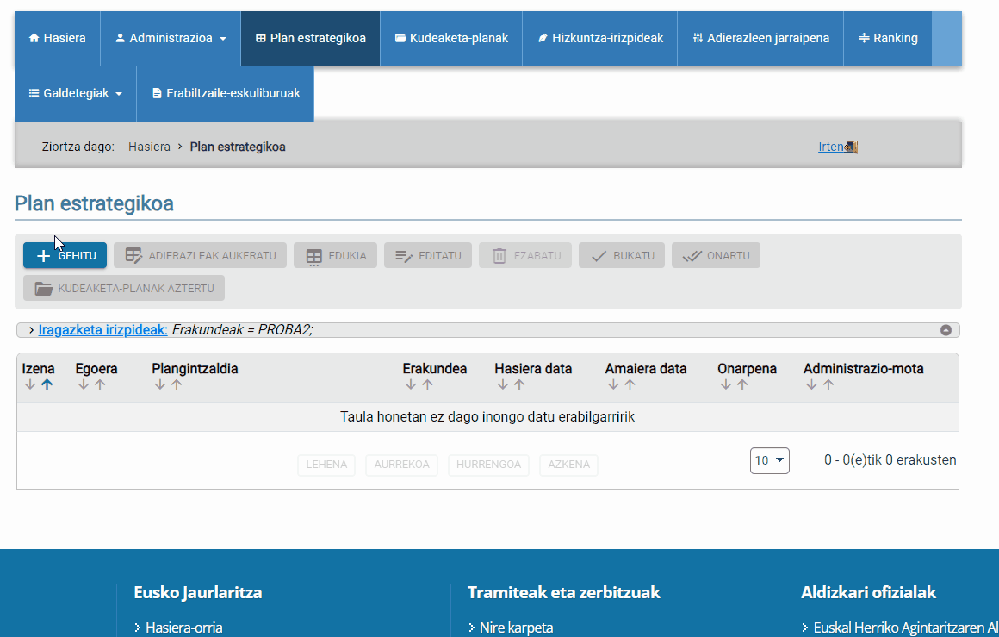 Hasiera Administrazioa Plan estrategikoa Kudeaketa-planak Hizkuntza-irizpideak Adierazleen jarraipena Ranking
Galdetegiak Erabiltzaile-eskuliburuak
Ziortza dago: Hasiera › Plan estrategikoa
Plan estrategikoa
GEHITU ADIERAZLEAK AUKERATU EDUKIA EDITATU EZABATU BUKATU ONARTU
KUDEAKETA-PLANAK AZTERTU
Iragazketa irizpideak: Erakundeak = PROBA2;
Izena Egoera Plangintzaldia Erakundea Hasiera data Amaiera data Onarpena Administrazio-mota
Taula honetan ez dago inongo datu erabilgarririk
LEHENA AURREKOA HURRENGOA AZKENA 10 0 - 0(e)tik 0 erakusten
Eusko Jaurlaritza Tramiteak eta zerbitzuak Aldizkari ofizialak
Hasiera-orria Nire karpeta Euskal Herriko Agintaritzaren Al